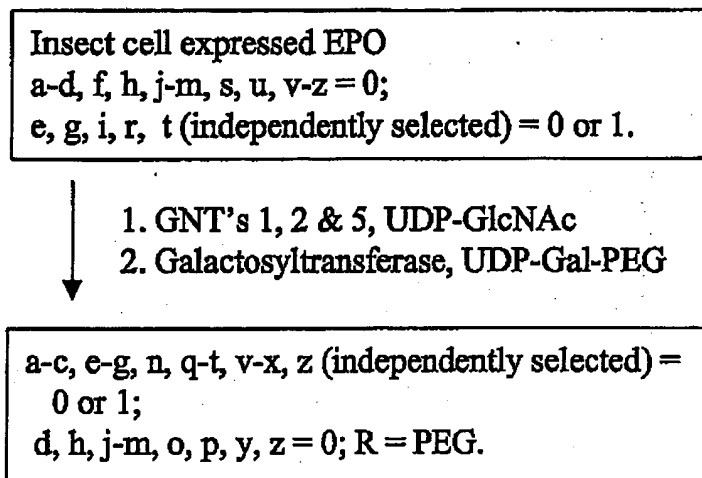 Insect cell expressed EPO
a-d, f, h, j-m, s, u, v-z = 0;
e, g, i, r, t (independently selected) = 0 or 1.
1. GNT's 1, 2 & 5, UDP-GlcNAc
2. Galactosyltransferase, UDP-Gal-PEG
a-c, e-g, n, q-t, v-x, z (independently selected) =
0 or 1;
d, h, j-m, o, p, y, z = 0; R = PEG.